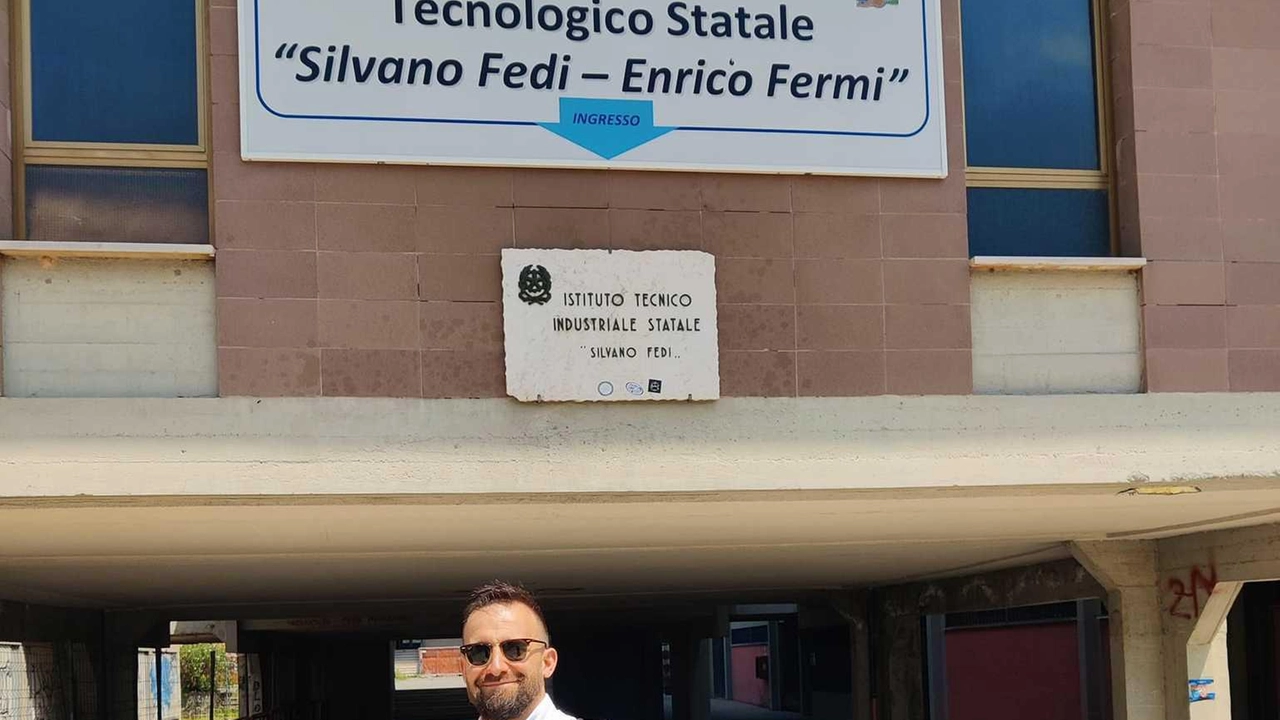 Tecnologico Statale
“Silvano Fedi – Enrico Fermi”
INGRESSO
ISTITUTO TECNICO
INDUSTRIALE STATALE
"SILVANO FEDI„